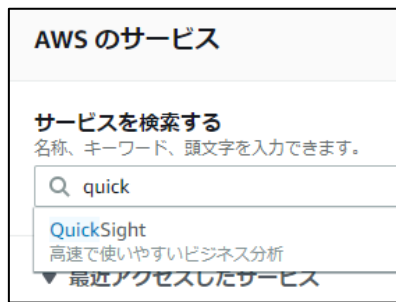 AWS のサービス
サービスを検索する
名称、キーワード、頭文字を入力できます。
quick
QuickSight
高速で使いやすいビジネス分析
▼ 最近アクセスしたサービス